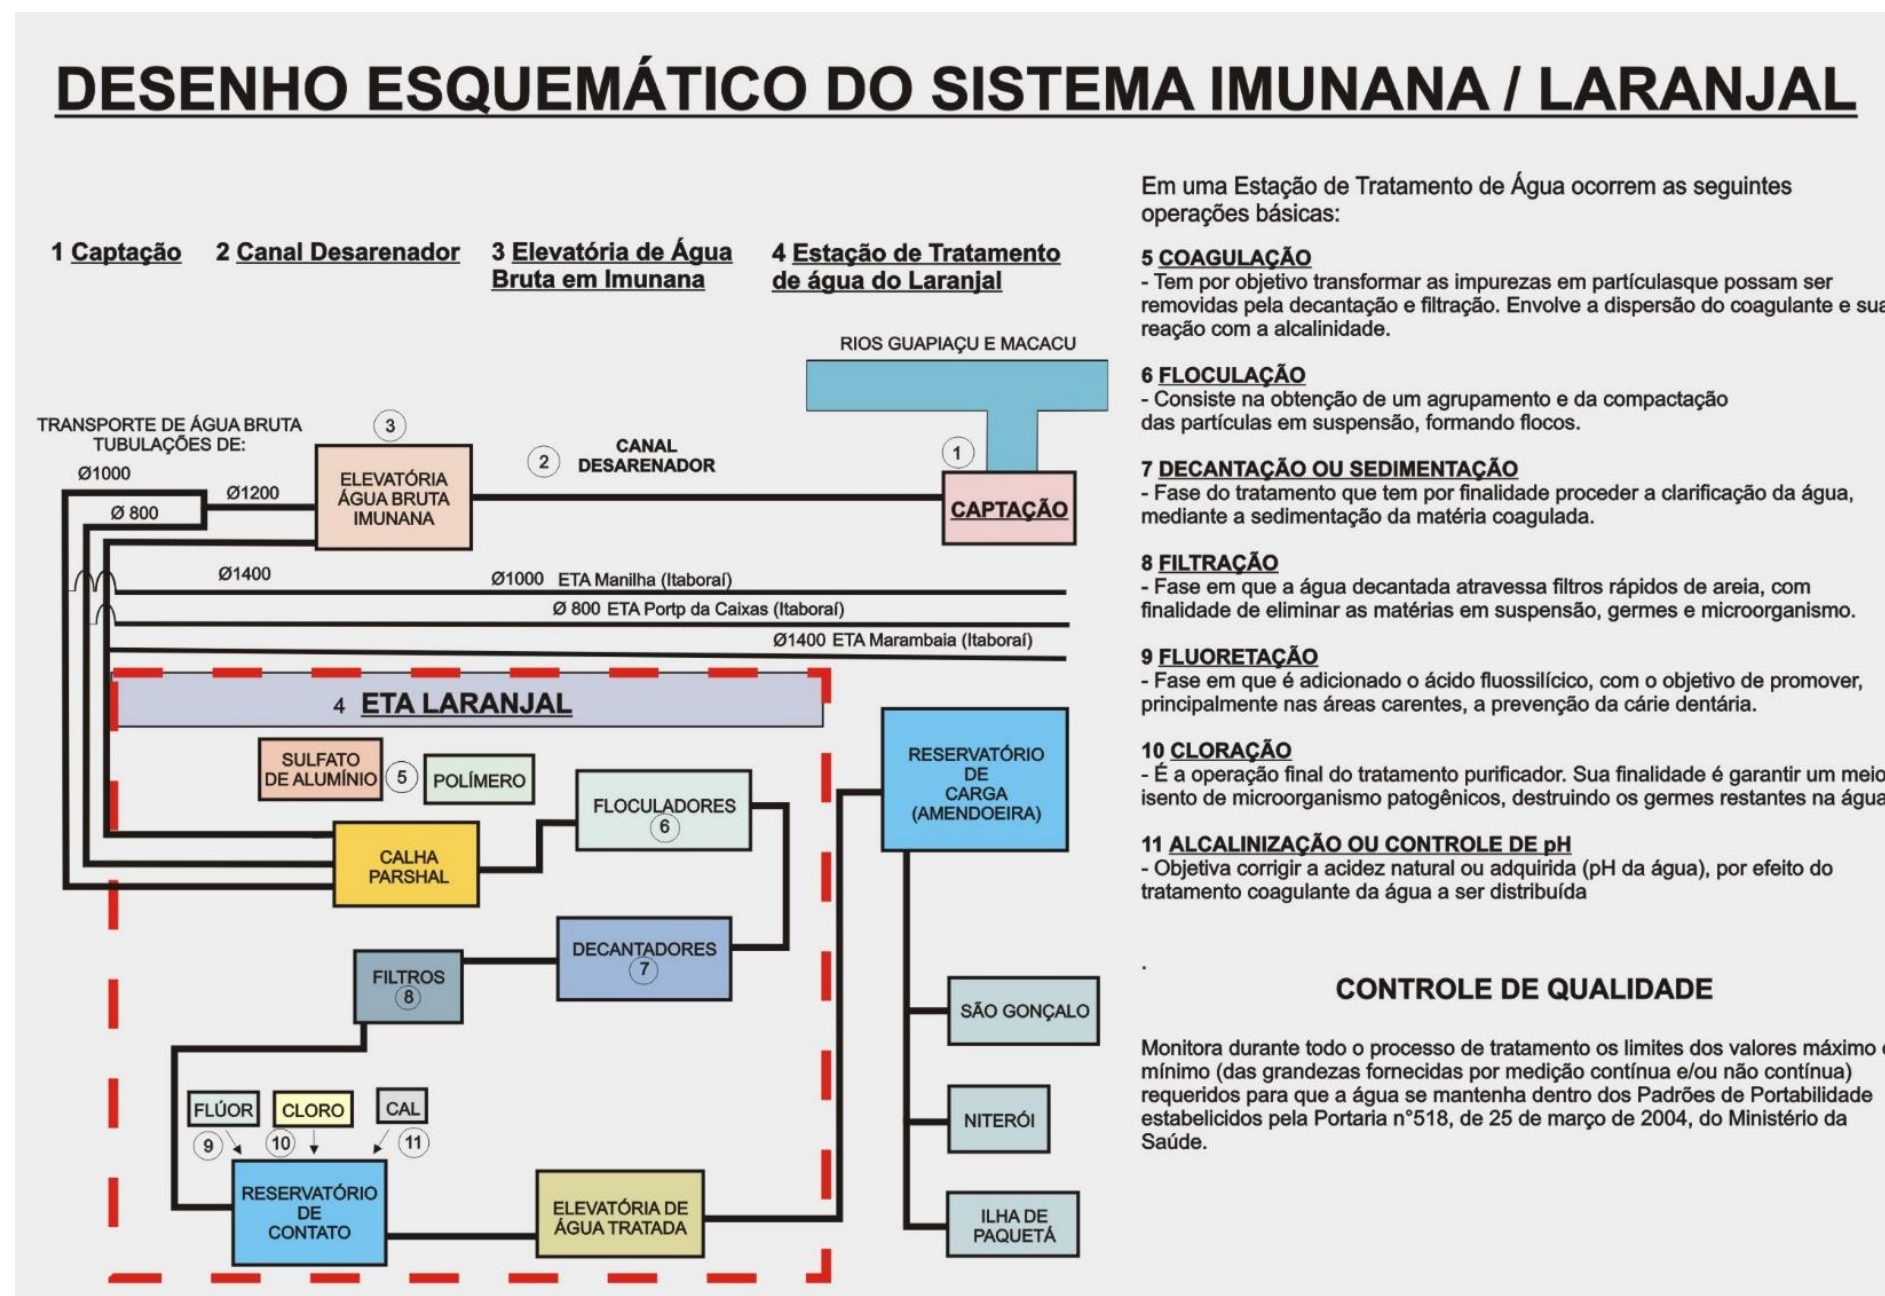 DESENHO ESQUEMÁTICO DO SISTEMA IMUNANA / LARANJAL
1 Captação
2 Canal Desarenador
3 Elevatória de Água
Bruta em Imunana
4 Estação de Tratamento
de água do Laranjal
RIOS GUAPIAÇU E MACACU
TRANSPORTE DE ÁGUA BRUTA
TUBULAÇÕES DE:
Ø1000
Ø 800
Ø1200
3
ELEVATÓRIA
ÁGUA BRUTA
IMUNANA
2
CANAL
DESARENADOR
1
CAPTAÇÃO
Ø1400
Ø1000 ETA Manilha (Itaboraí)
Ø 800 ETA Portp da Caixas (Itaboraí)
Ø1400 ETA Marambaia (Itaboraí)
4 ETA LARANJAL
SULFATO
DE ALUMÍNIO
5
POLÍMERO
FLOCULADORES
6
CALHA
PARSHAL
DECANTADORES
7
FILTROS
8
FLÚOR
CLORO
CAL
9
10
11
RESERVATÓRIO
DE
CONTATO
ELEVATÓRIA DE
ÁGUA TRATADA
RESERVATÓRIO
DE
CARGA
(AMENDOEIRA)
SÃO GONÇALO
NITERÓI
ILHA DE
PAQUETÁ
Em uma Estação de Tratamento de Água ocorrem as seguintes
operações básicas:
5 COAGULAÇÃO
- Tem por objetivo transformar as impurezas em partículasque possam ser
removidas pela decantação e filtração. Envolve a dispersão do coagulante e sua
reação com a alcalinidade.
6 FLOCULAÇÃO
- Consiste na obtenção de um agrupamento e da compactação
das partículas em suspensão, formando flocos.
7 DECANTAÇÃO OU SEDIMENTAÇÃO
- Fase do tratamento que tem por finalidade proceder a clarificação da água,
mediante a sedimentação da matéria coagulada.
8 FILTRAÇÃO
- Fase em que a água decantada atravessa filtros rápidos de areia, com
finalidade de eliminar as matérias em suspensão, germes e microorganismo.
9 FLUORETAÇÃO
- Fase em que é adicionado o ácido fluossilícico, com o objetivo de promover,
principalmente nas áreas carentes, a prevenção da cárie dentária.
10 CLORAÇÃO
- É a operação final do tratamento purificador. Sua finalidade é garantir um meio
isento de microorganismo patogênicos, destruindo os germes restantes na água
11 ALCALINIZAÇÃO OU CONTROLE DE pH
- Objetiva corrigir a acidez natural ou adquirida (pH da água), por efeito do
tratamento coagulante da água a ser distribuída
.
CONTROLE DE QUALIDADE
Monitora durante todo o processo de tratamento os limites dos valores máximo e
mínimo (das grandezas fornecidas por medição contínua e/ou não contínua)
requeridos para que a água se mantenha dentro dos Padrões de Portabilidade
estabelicidos pela Portaria n°518, de 25 de março de 2004, do Ministério da
Saúde.